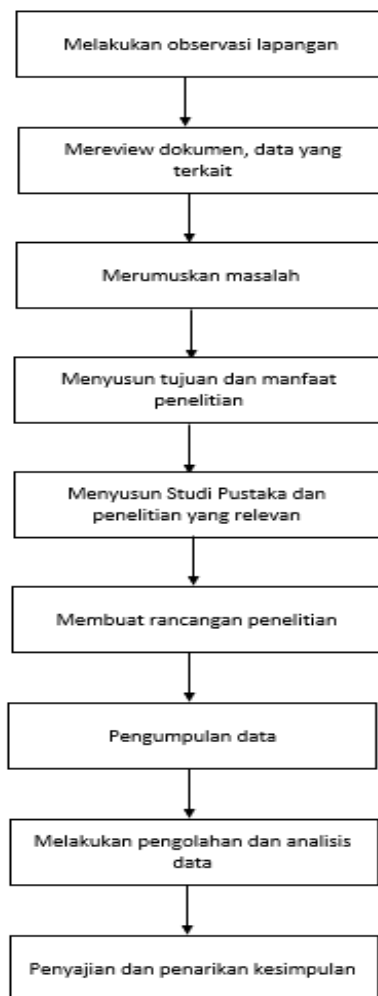 Melakukan observasi lapangan
Mereview dokumen, data yang
terkait
Merumuskan masalah
Menyusun tujuan dan manfaat
penelitian
Menyusun Studi Pustaka dan
penelitian yang relevan
Membuat rancangan penelitian
Pengumpulan data
Melakukan pengolahan dan analisis
data
Penyajian dan penarikan kesimpulan